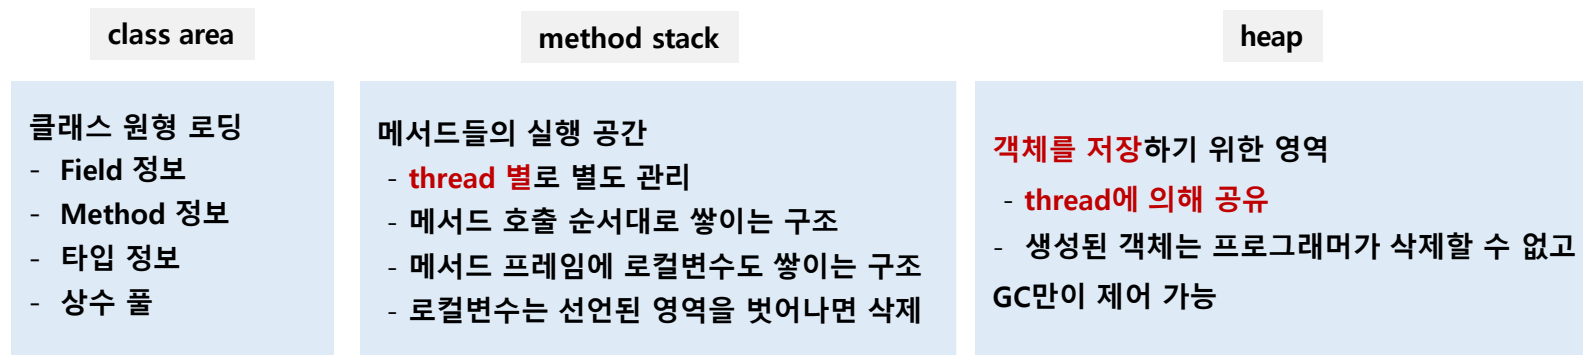 class area
클래스 원형 로딩
- Field 정보
- Method 정보
- 타입 정보
- 상수 풀
method stack
메서드들의 실행 공간
- thread 별로 별도 관리
- 메서드 호출 순서대로 쌓이는 구조
- 메서드 프레임에 로컬변수도 쌓이는 구조
- 로컬변수는 선언된 영역을 벗어나면 삭제
heap
객체를 저장하기 위한 영역
- thread에 의해 공유
- 생성된 객체는 프로그래머가 삭제할 수 없고
GC만이 제어 가능